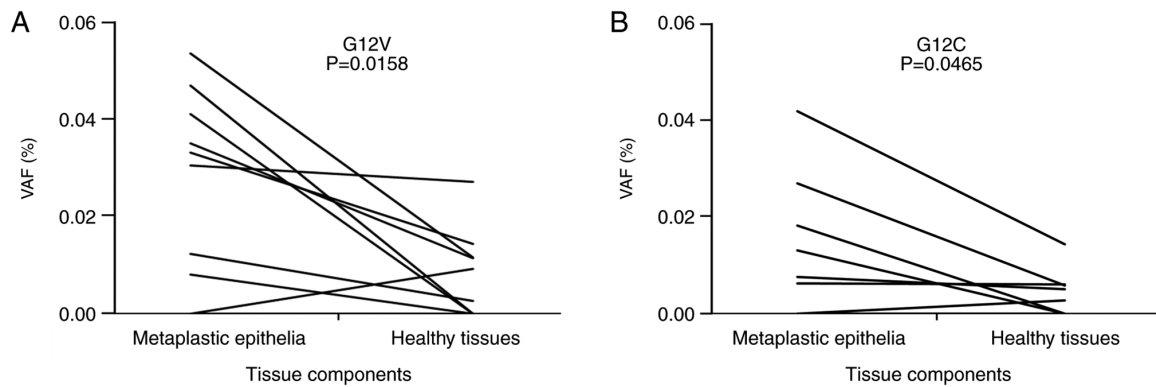 A
G12V
P=0.0158
0.06
0.04
0.02
0.00
VAF (%)
Metaplastic epithelia
Healthy tissues
Tissue components
B
G12C
P=0.0465
0.06
0.04
0.02
0.00
VAF (%)
Metaplastic epithelia
Healthy tissues
Tissue components